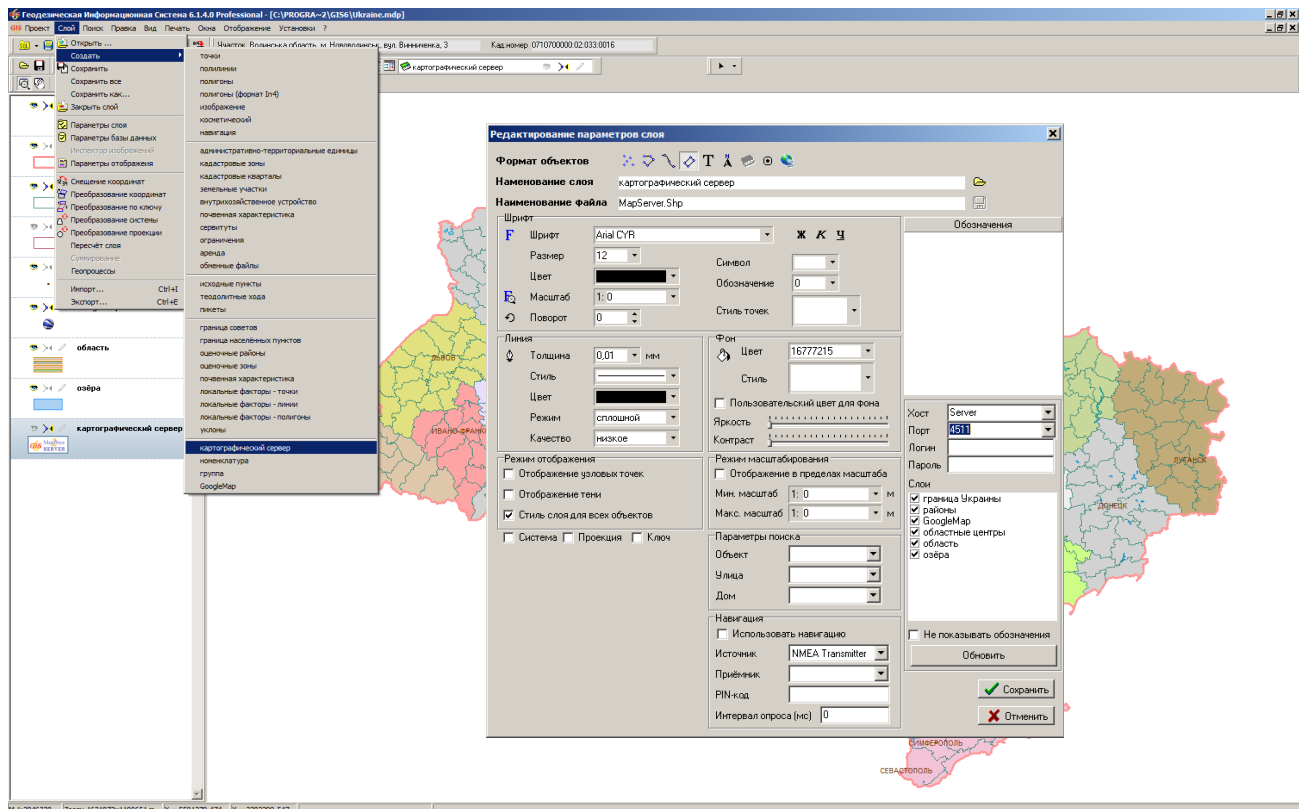 Геодезическая Информационная Система 6.1.4.0 Professional - [C:\PROGRA~2\GIS6\Ukraine.mdp]
GIS Проект Слой Поиск Правка Вид Печать Окна Отображение Установки ?
Участок Волинська область, м. Нововолинськ, вул. Винниченка, 3 Кад.номер 0710700000:02:033:0016
картографический сервер
Открыть ...
Создать
Сохранить
Сохранить все
Сохранить как...
Закрыть слой
Параметры слоя
Параметры базы данных
Инспектор изображений
Параметры отображеия
Смещение координат
Преобразование координат
Преобразование по ключу
Преобразование системы
Преобразование проекции
Пересчёт слоя
Суммирование
Геопроцессы
Импорт... Ctrl+I
Экспорт... Ctrl+E
точки
полилинии
полигоны
полигоны (формат In4)
изображение
косметический
навигация
административно-территориальные единицы
кадастровые зоны
кадастровые кварталы
земельные участки
внутрихозяйственное устройство
почвенная характеристика
сервитуты
ограничения
аренда
обменные файлы
исходные пункты
теодолитные хода
пикеты
граница советов
граница населённых пунктов
оценочные районы
оценочные зоны
почвенная характеристика
локальные факторы - точки
локальные факторы - линии
локальные факторы - полигоны
уклоны
картографический сервер
номенклатура
группа
GoogleMap
область
озёра
картографический сервер
GIS MapNow SERVER
Редактирование параметров слоя
Формат объектов
Наменование слоя картографический сервер
Наименование файла MapServer.Shp
Шрифт
F Шрифт Arial CYR Ж К Ч
Размер 12
Цвет
Масштаб 1: 0
Поворот 0
Символ
Обозначение 0
Стиль точек
Линия
Толщина 0,01 мм
Стиль
Цвет
Режим сплошной
Качество низкое
Фон
Цвет 16777215
Стиль
Пользовательский цвет для фона
Яркость
Контраст
Режим отображения
Отображение узловых точек
Отображение тени
Стиль слоя для всех объектов
Система Проекция Ключ
Режим масштабирования
Отображение в пределах масштаба
Мин. масштаб 1: 0 м
Макс. масштаб 1: 0 м
Параметры поиска
Объект
Улица
Дом
Навигация
Использовать навигацию
Источник NMEA Transmitter
Приёмник
PIN-код
Интервал опроса (мс) 0
Обозначения
Хост Server
Порт 4511
Логин
Пароль
Слои
граница Украины
районы
GoogleMap
областные центры
область
озёра
Не показывать обозначения
Обновить
Сохранить
Отменить
ЛЬВОВ
ИВАНО-ФРАНК
ЛУГАНСК
ДОНЕЦК
СИМФЕРОПОЛЬ
СЕВАСТОПОЛЬ